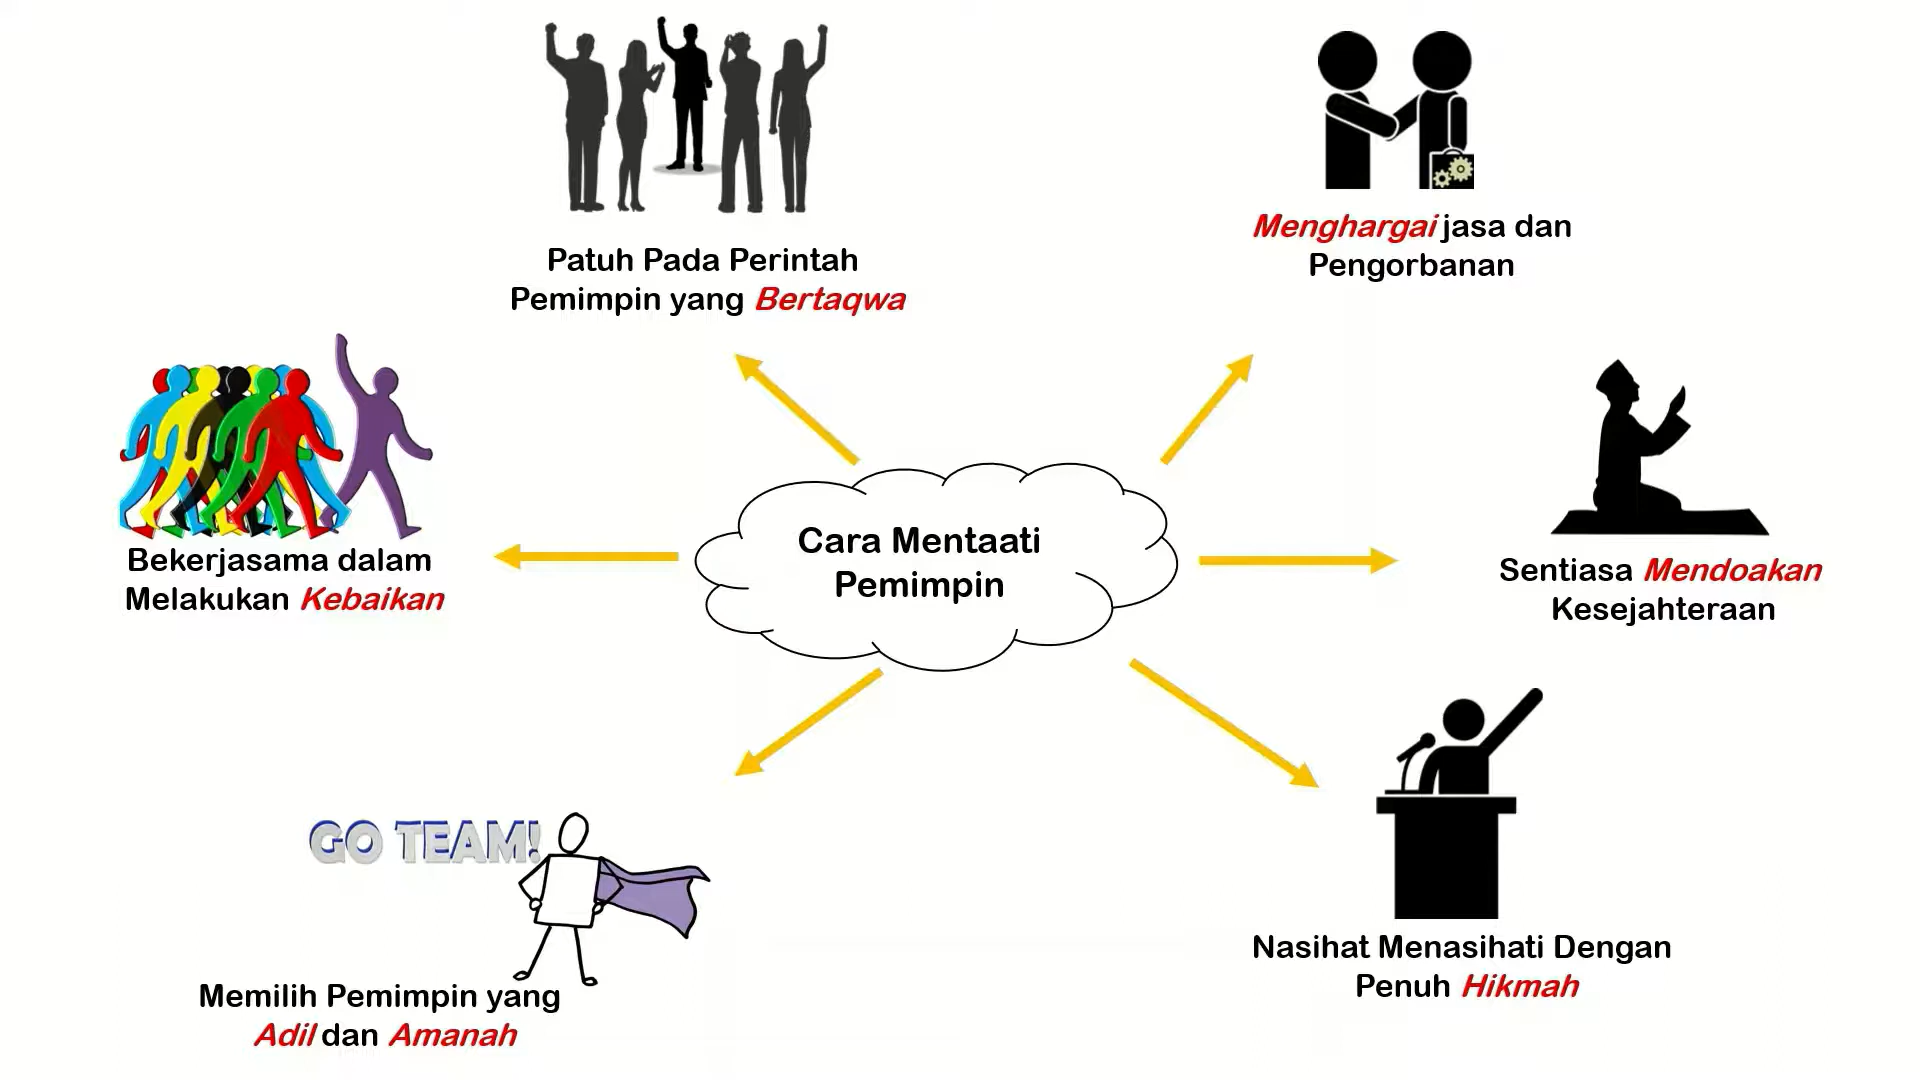 Patuh Pada Perintah
Pemimpin yang Bertaqwa
Menghargai jasa dan
Pengorbanan
Bekerjasama dalam
Melakukan Kebaikan
Cara Mentaati
Pemimpin
Sentiasa Mendoakan
Kesejahteraan
GO TEAM!
Memilih Pemimpin yang
Adil dan Amanah
Nasihat Menasihati Dengan
Penuh Hikmah